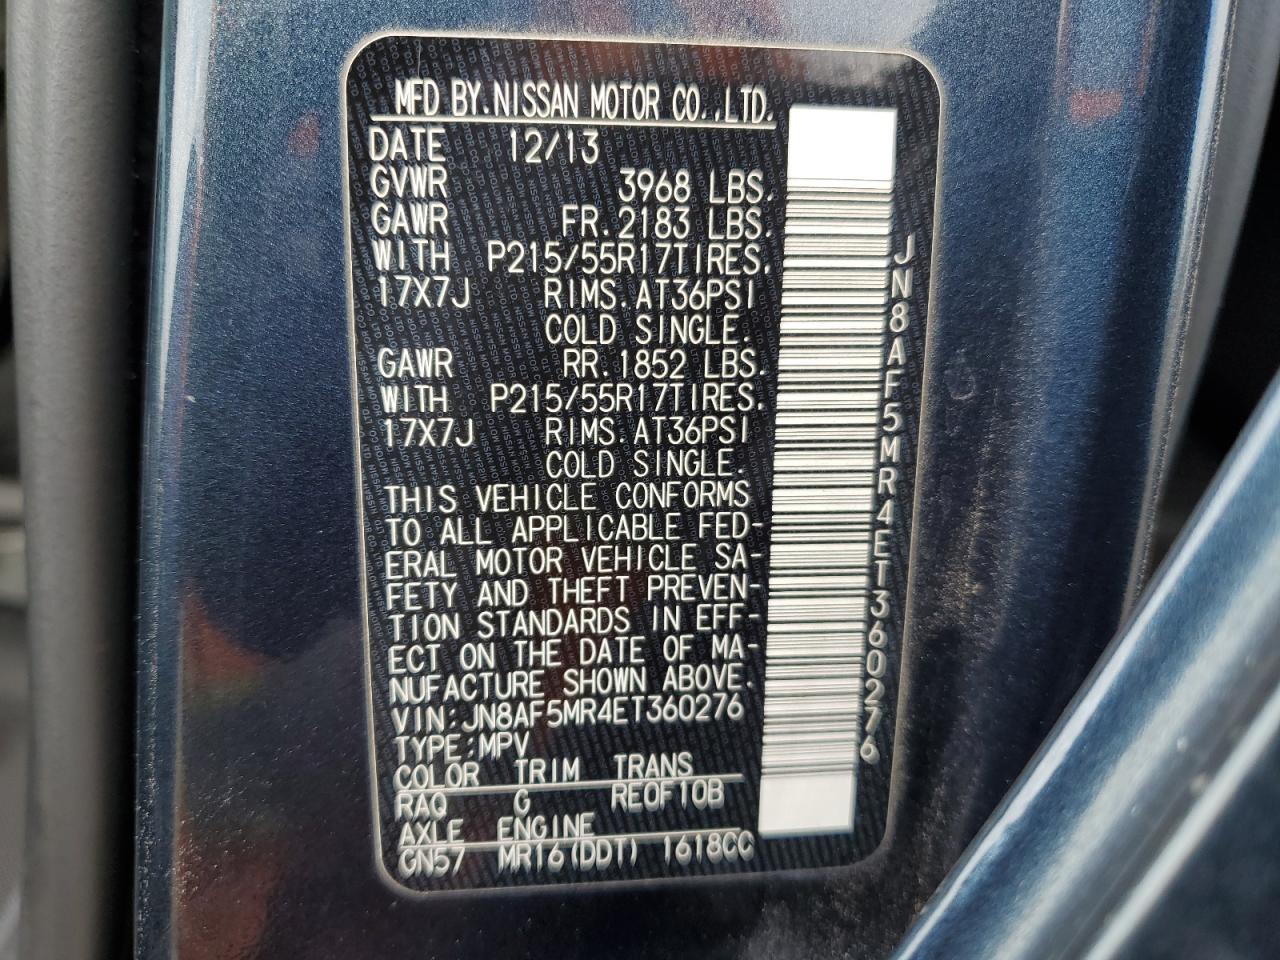 MFD BY.NISSAN MOTOR CO.,LTD.
DATE 12/13
GVWR 3968 LBS.
GAWR FR.2183 LBS.
WITH P215/55R17TIRES.
17X7J RIMS.AT36PSI
COLD SINGLE.
GAWR RR.1852 LBS.
WITH P215/55R17TIRES.
17X7J RIMS.AT36PSI
COLD SINGLE.
THIS VEHICLE CONFORMS
TO ALL APPLICABLE FED-
ERAL MOTOR VEHICLE SA-
FETY AND THEFT PREVEN-
TION STANDARDS IN EFF-
ECT ON THE DATE OF MA-
NUFACTURE SHOWN ABOVE.
VIN:JN8AF5MR4ET360276
TYPE:MPV
COLOR TRIM TRANS
RAQ G RE0F10B
AXLE ENGINE
GN57 MR16(DDT) 1618CC
JN8AF5MR4ET360276